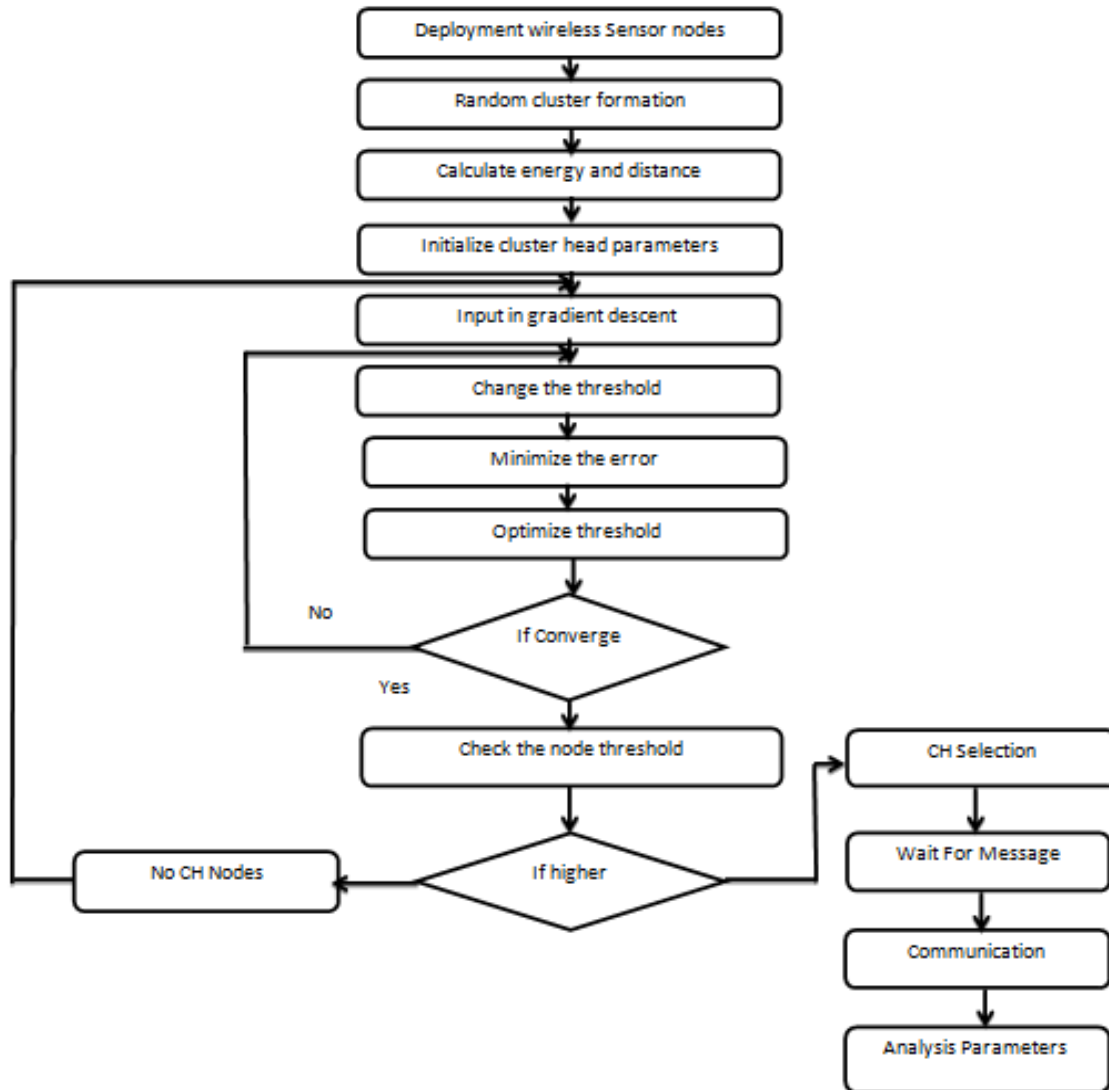 Deployment wireless Sensor nodes
Random cluster formation
Calculate energy and distance
Initialize cluster head parameters
Input in gradient descent
Change the threshold
Minimize the error
Optimize threshold
No
If Converge
Yes
Check the node threshold
CH Selection
Wait For Message
No CH Nodes
If higher
Communication
Analysis Parameters